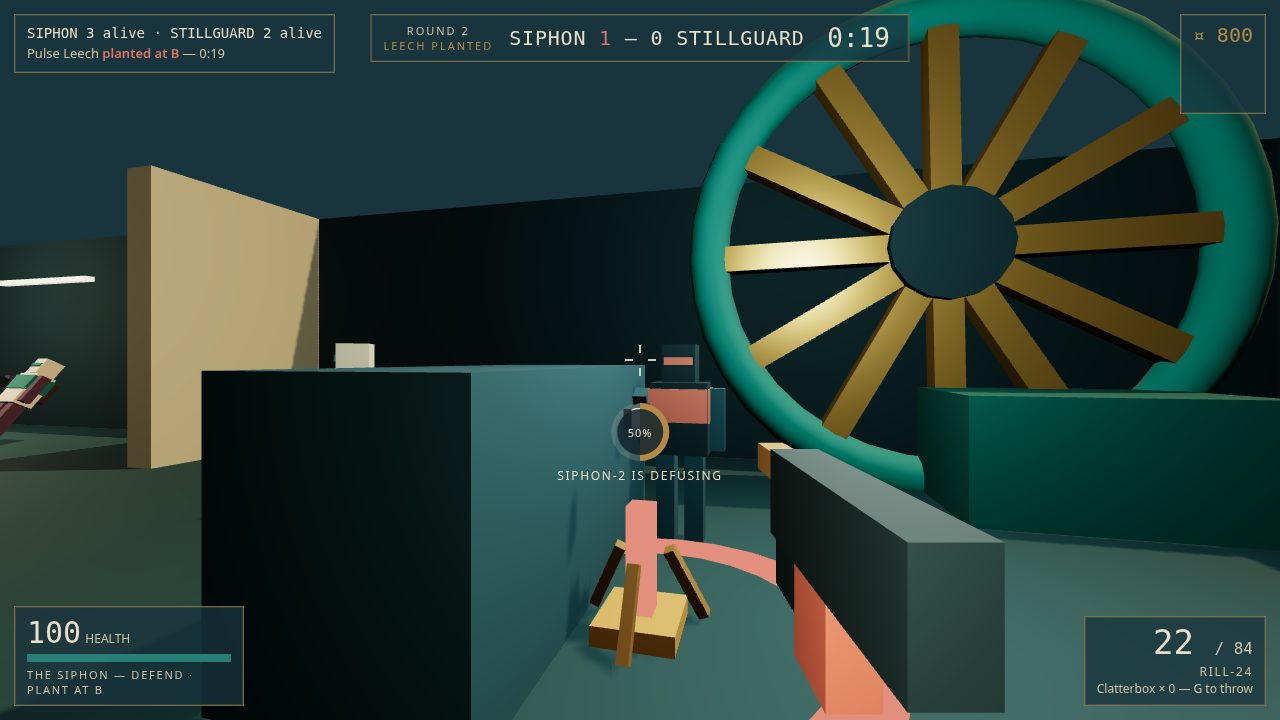 SIPHON 3 alive · STILLGUARD 2 alive
Pulse Leech planted at B — 0:19
ROUND 2
LEECH PLANTED
SIPHON 1 — 0 STILLGUARD 0:19
¤ 800
50%
SIPHON-2 IS DEFUSING
100 HEALTH
THE SIPHON — DEFEND ·
PLANT AT B
22 / 84
RILL-24
Clatterbox × 0 — G to throw